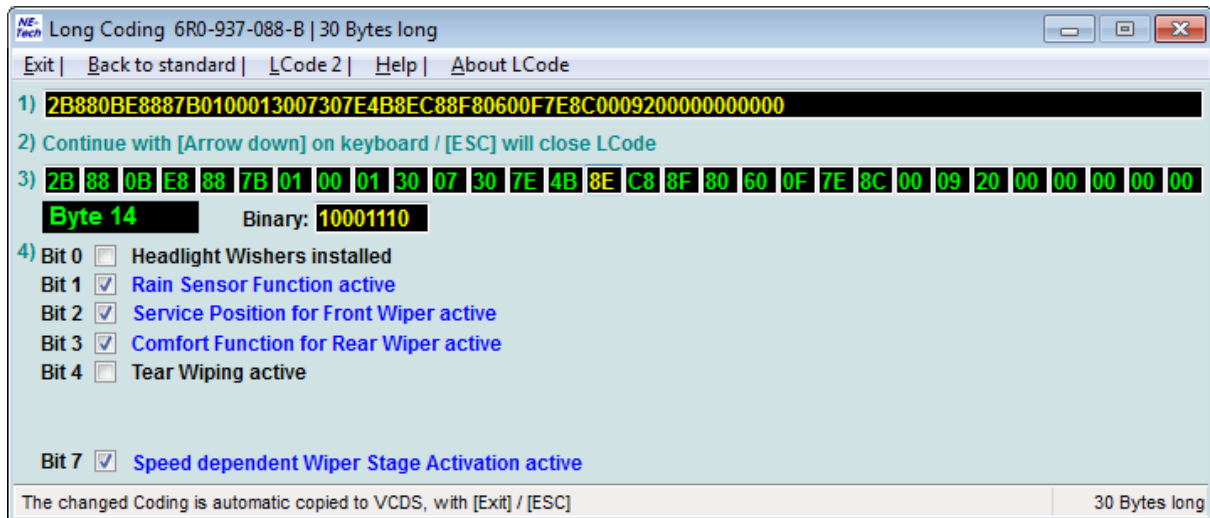 NE-Tech Long Coding 6R0-937-088-B | 30 Bytes long
Exit | Back to standard | LCode 2 | Help | About LCode
1) 2B880BE8887B0100013007307E4B8EC88F80600F7E8C0009200000000000
2) Continue with [Arrow down] on keyboard / [ESC] will close LCode
3) 2B 88 0B E8 88 7B 01 00 01 30 07 30 7E 4B 8E C8 8F 80 60 0F 7E 8C 00 09 20 00 00 00 00 00
Byte 14 Binary: 10001110
4) Bit 0 Headlight Wishers installed
Bit 1 Rain Sensor Function active
Bit 2 Service Position for Front Wiper active
Bit 3 Comfort Function for Rear Wiper active
Bit 4 Tear Wiping active
Bit 7 Speed dependent Wiper Stage Activation active
The changed Coding is automatic copied to VCDS, with [Exit] / [ESC] 30 Bytes long